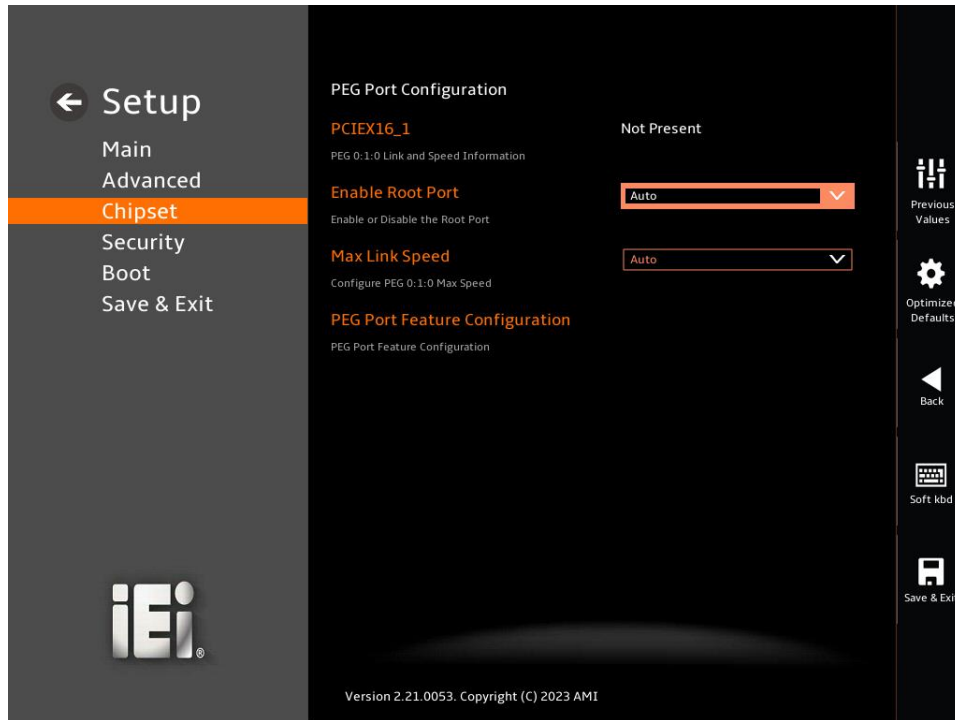 Setup
Main
Advanced
Chipset
Security
Boot
Save & Exit
iEi®
PEG Port Configuration
PCIEX16_1 Not Present
PEG 0:1:0 Link and Speed Information
Enable Root Port Auto
Enable or Disable the Root Port
Max Link Speed Auto
Configure PEG 0:1:0 Max Speed
PEG Port Feature Configuration
PEG Port Feature Configuration
Version 2.21.0053. Copyright (C) 2023 AMI
Previous
Values
Optimized
Defaults
Back
Soft kbd
Save & Exi